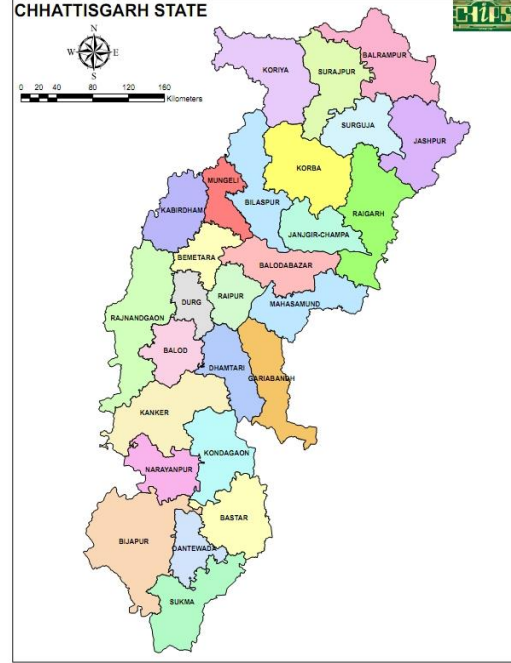 CHHATTISGARH STATE
CHiPS
N
W E
S
0 20 40 80 120 160
Kilometers
BALRAMPUR
KORIYA
SURAJPUR
SURGUJA
JASHPUR
KORBA
MUNGELI
BILASPUR
KABIRDHAM
RAIGARH
JANJGIR-CHAMPA
BEMETARA
BALODABAZAR
DURG
RAIPUR
MAHASAMUND
RAJNANDGAON
BALOD
DHAMTARI
GARIABANDH
KANKER
KONDAGAON
NARAYANPUR
BASTAR
BIJAPUR
DANTEWADA
SUKMA